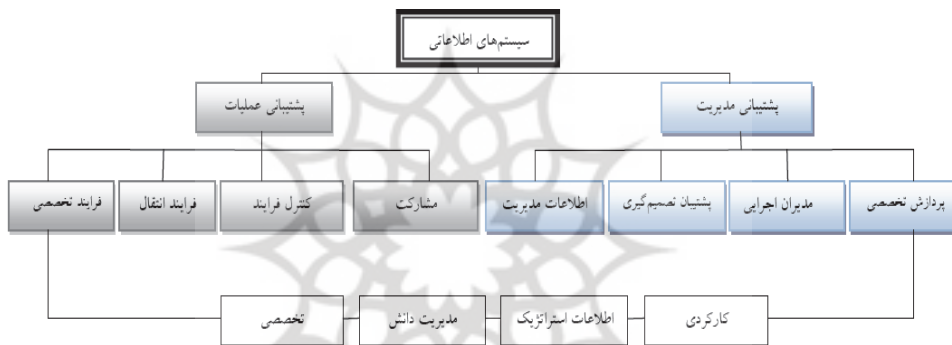 سیستم‌های اطلاعاتی
پشتیبانی مدیریت
پشتیبانی عملیات
پردازش تخصصی
مدیران اجرایی
پشتیبان تصمیم‌گیری
اطلاعات مدیریت
مشارکت
کنترل فرایند
فرایند انتقال
فرایند تخصصی
کارکردی
اطلاعات استراتژیک
مدیریت دانش
تخصصی